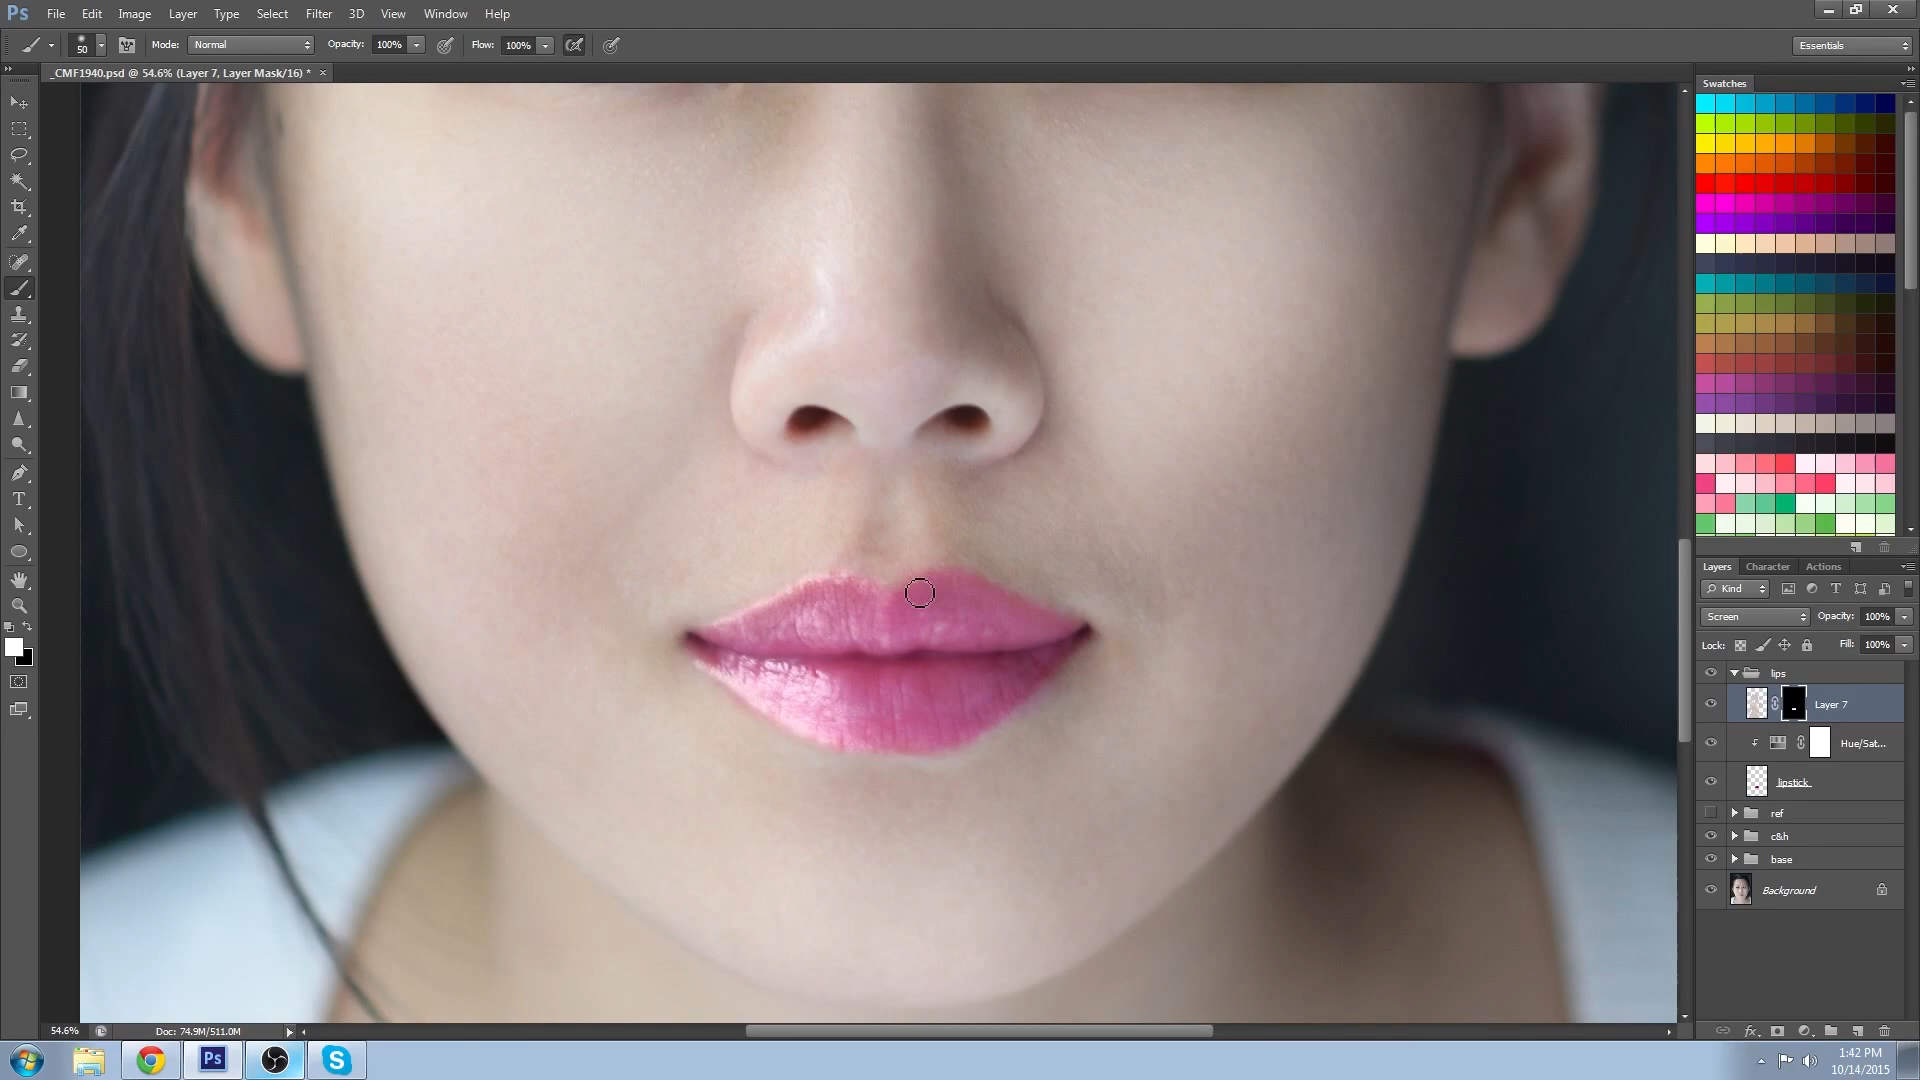 Ps File Edit Image Layer Type Select Filter 3D View Window Help
50 Mode: Normal Opacity: 100% Flow: 100% Essentials
_CMF1940.psd @ 54.6% (Layer 7, Layer Mask/16) * ×
Swatches
Layers Character Actions
Kind
Screen Opacity: 100%
Lock: Fill: 100%
lips
Layer 7
Hue/Sat...
lipstick
ref
c&h
base
Background
54.6% Doc: 74.9M/511.0M
Ps
1:42 PM
10/14/2015